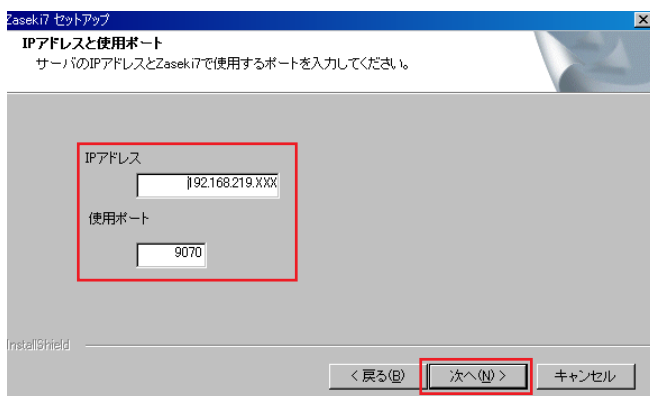 Zaseki7 セットアップ
IPアドレスと使用ポート
サーバのIPアドレスとZaseki7で使用するポートを入力してください。
IPアドレス
192.168.219.XXX
使用ポート
9070
InstallShield
< 戻る(B)
次へ(N) >
キャンセル